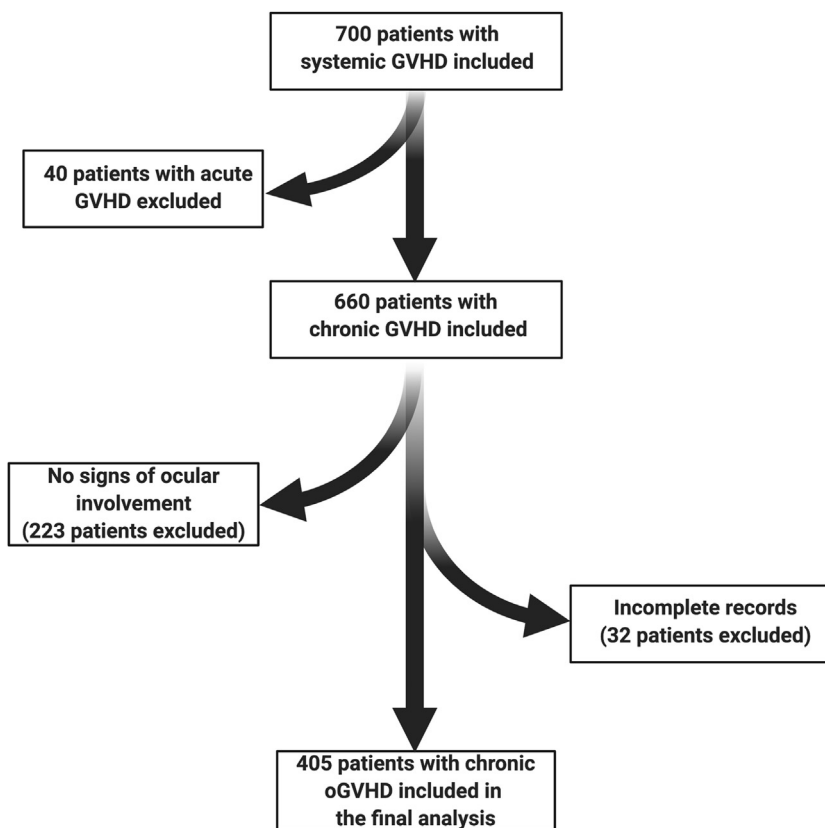 700 patients with
systemic GVHD included
40 patients with acute
GVHD excluded
660 patients with
chronic GVHD included
No signs of ocular
involvement
(223 patients excluded)
Incomplete records
(32 patients excluded)
405 patients with chronic
oGVHD included in
the final analysis